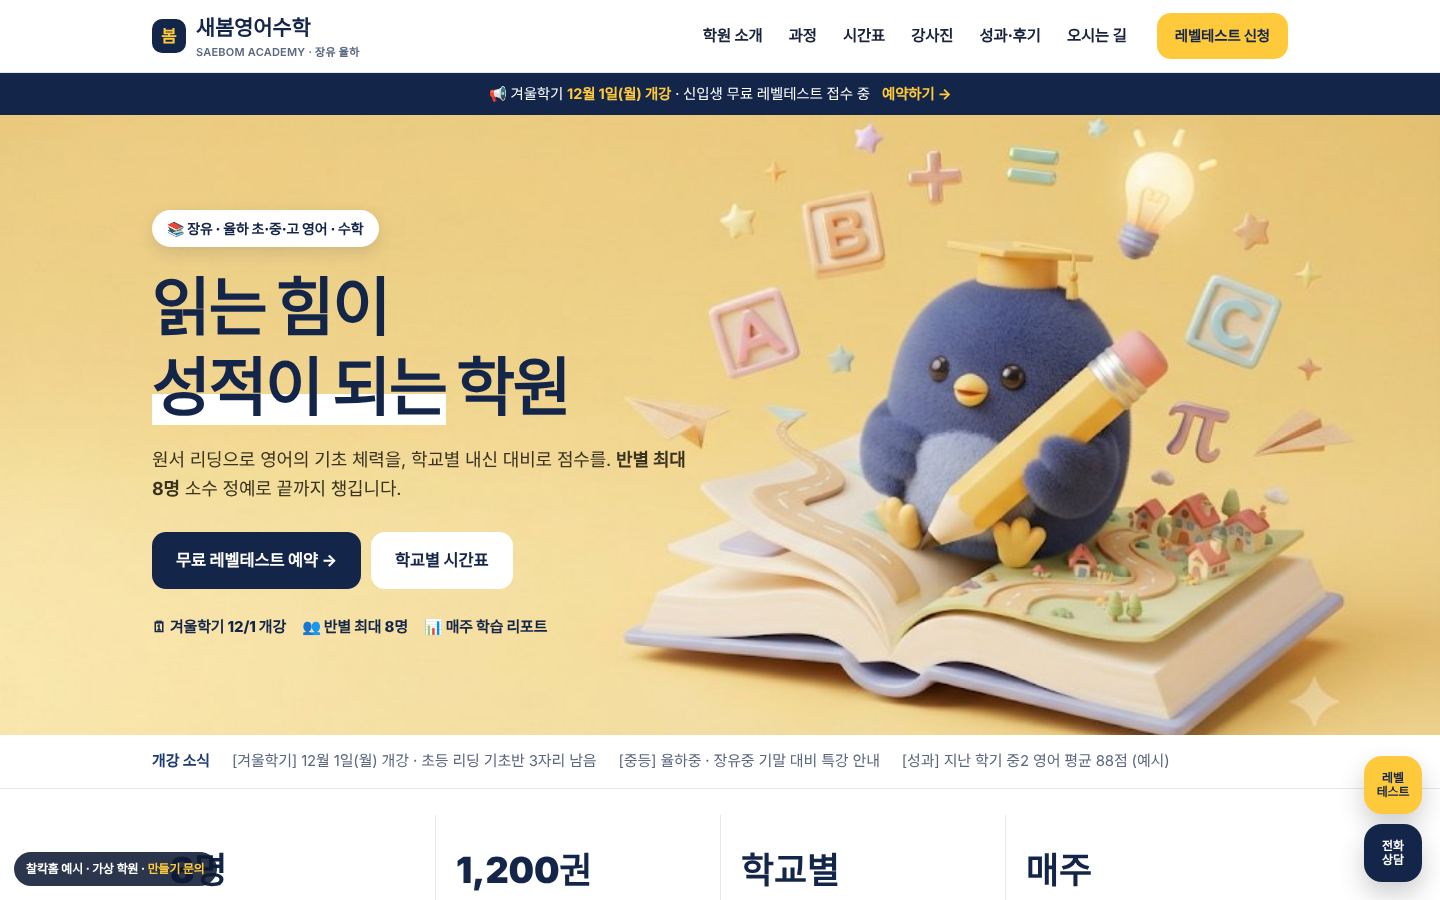 봄
새봄영어수학
SAEBOM ACADEMY · 장유 율하
학원 소개
과정
시간표
강사진
성과·후기
오시는 길
레벨테스트 신청
📢 겨울학기 12월 1일(월) 개강 · 신입생 무료 레벨테스트 접수 중 예약하기 →
📚 장유 · 율하 초·중·고 영어 · 수학
읽는 힘이
성적이 되는 학원
원서 리딩으로 영어의 기초 체력을, 학교별 내신 대비로 점수를. 반별 최대
8명 소수 정예로 끝까지 챙깁니다.
무료 레벨테스트 예약 →
학교별 시간표
🗓 겨울학기 12/1 개강
👥 반별 최대 8명
📊 매주 학습 리포트
A
B
C
+
=
π
개강 소식
[겨울학기] 12월 1일(월) 개강 · 초등 리딩 기초반 3자리 남음
[중등] 율하중 · 장유중 기말 대비 특강 안내
[성과] 지난 학기 중2 영어 평균 88점 (예시)
레벨
테스트
전화
상담
찰칵홈 예시 · 가상 학원 · 만들기 문의
명
1,200권
학교별
매주